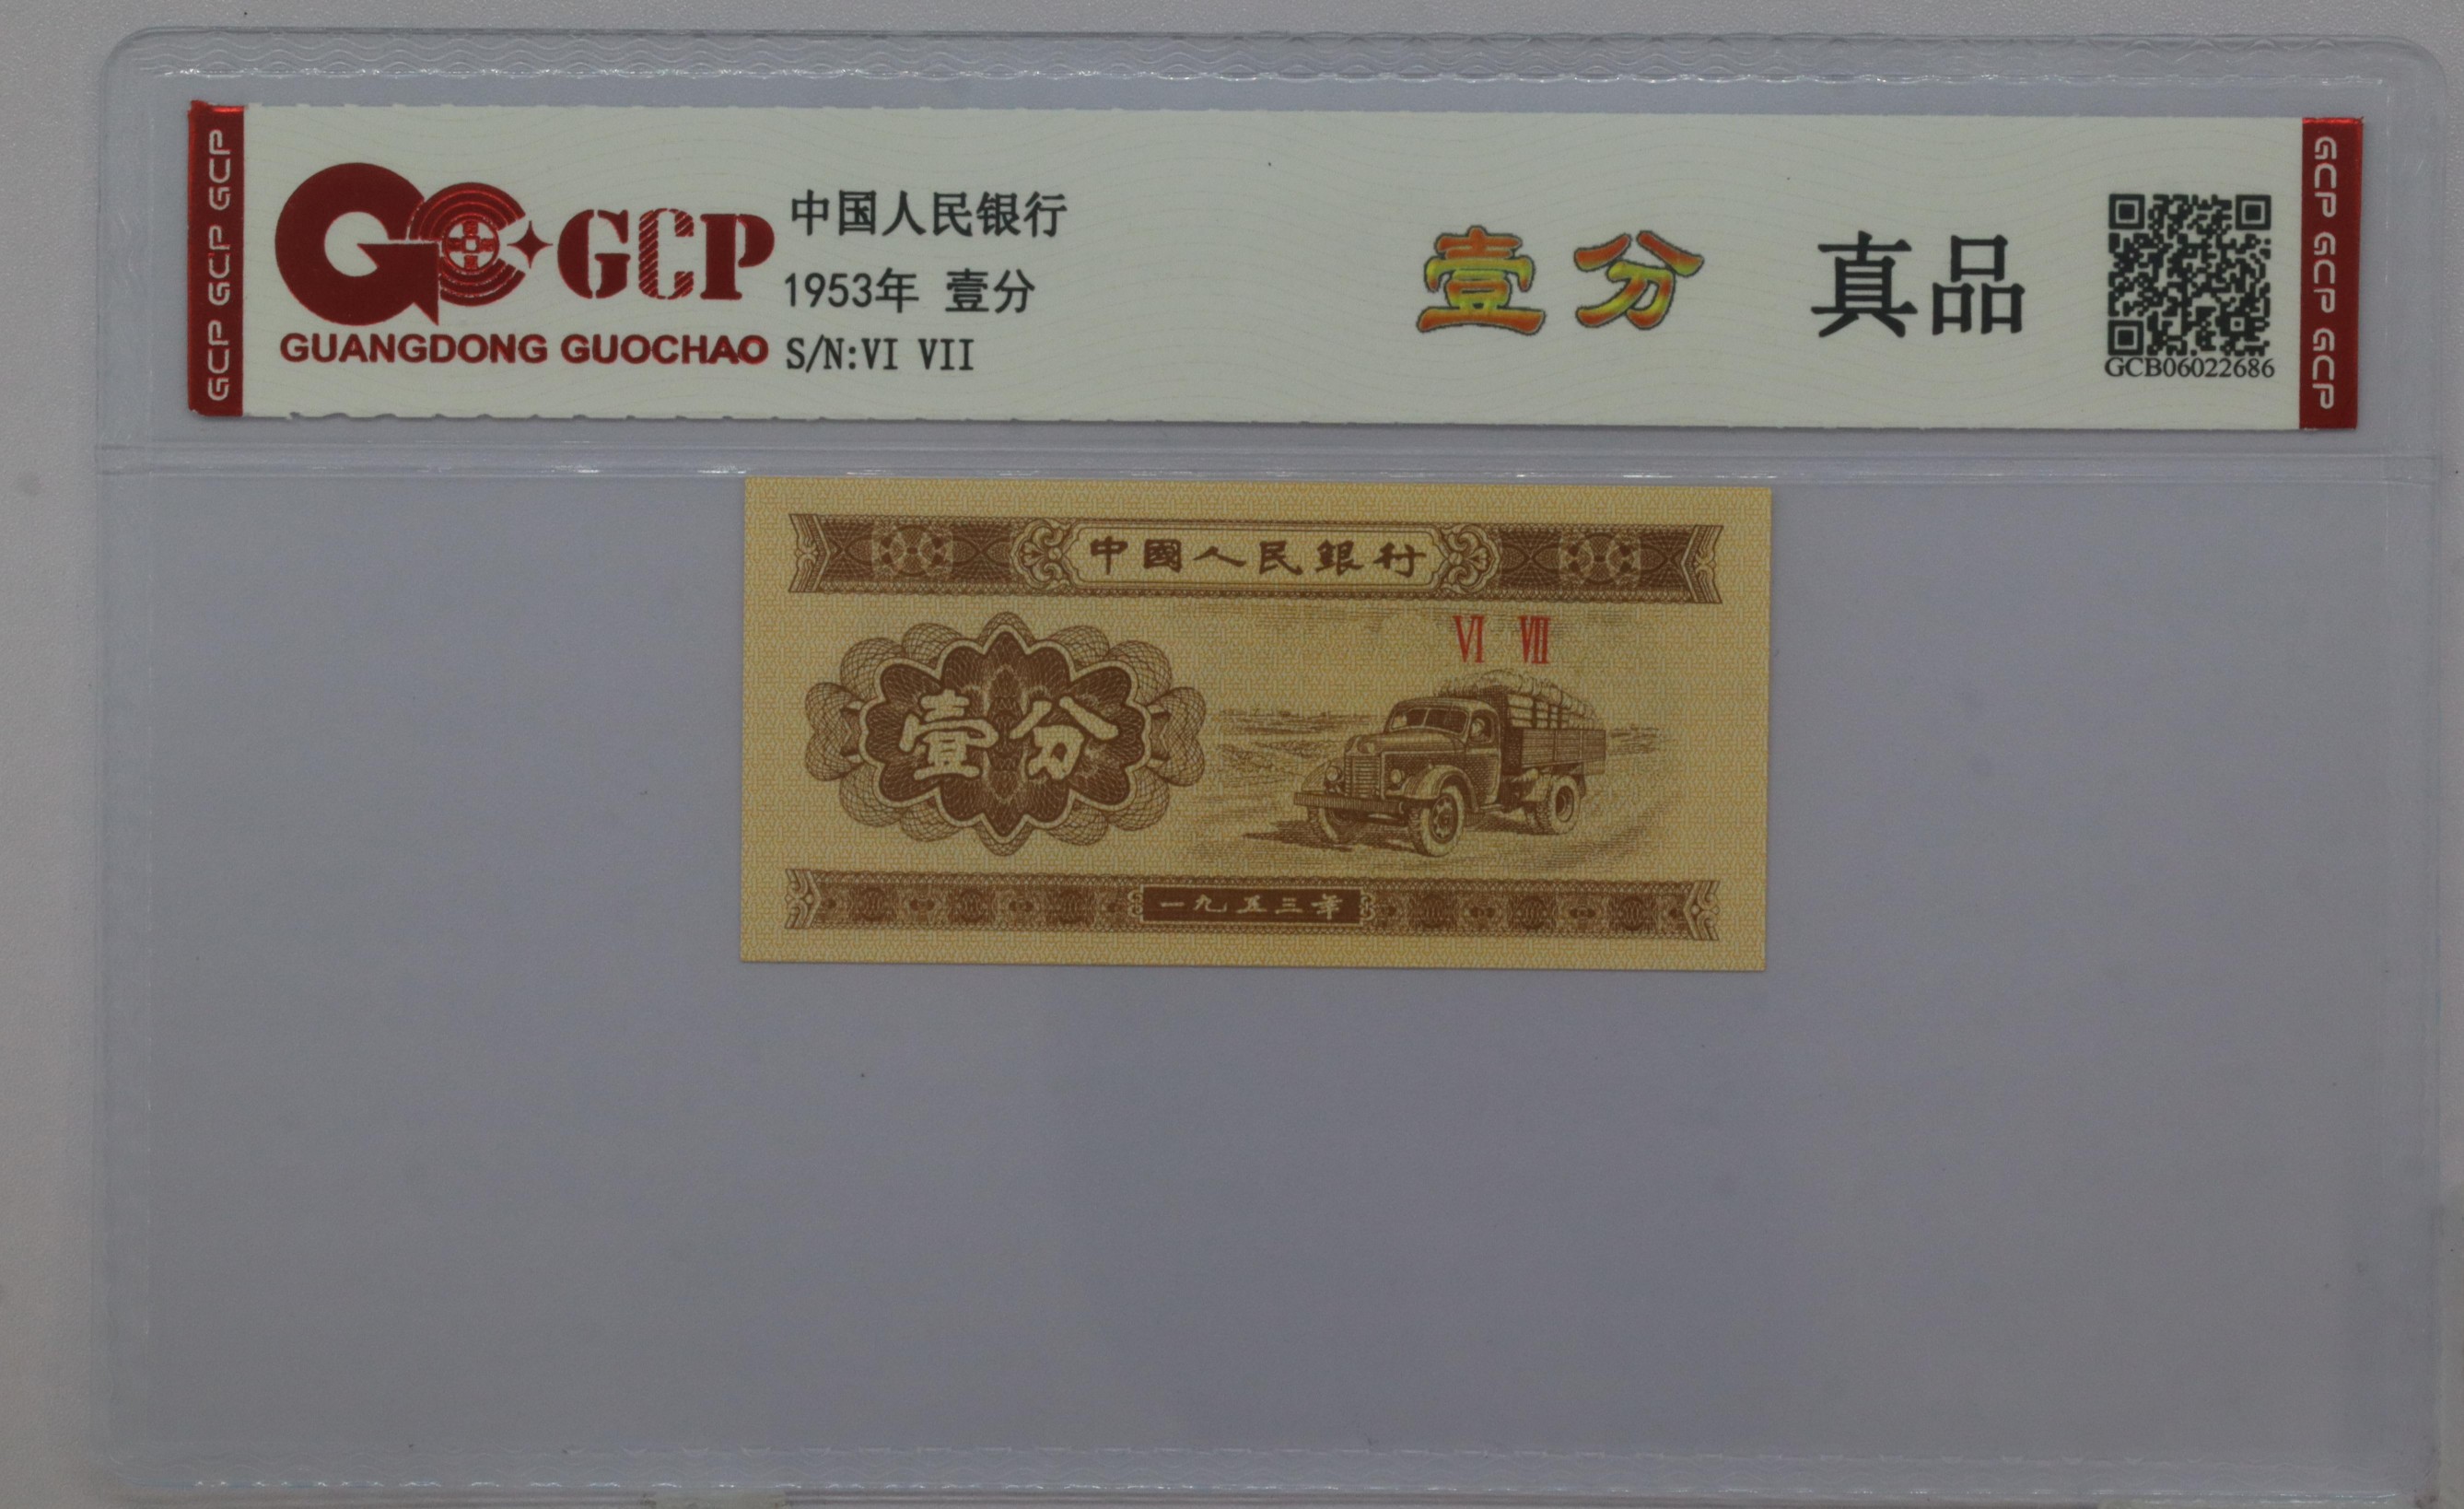 GCP GCP GCP
GCP
GUANGDONG GUOCHAO
中国人民银行
1953年 壹分
S/N:VI VII
壹分 真品
GCB06022686
GCP GCP GCP
中國人民銀行
VI VII
壹分
一九五三年